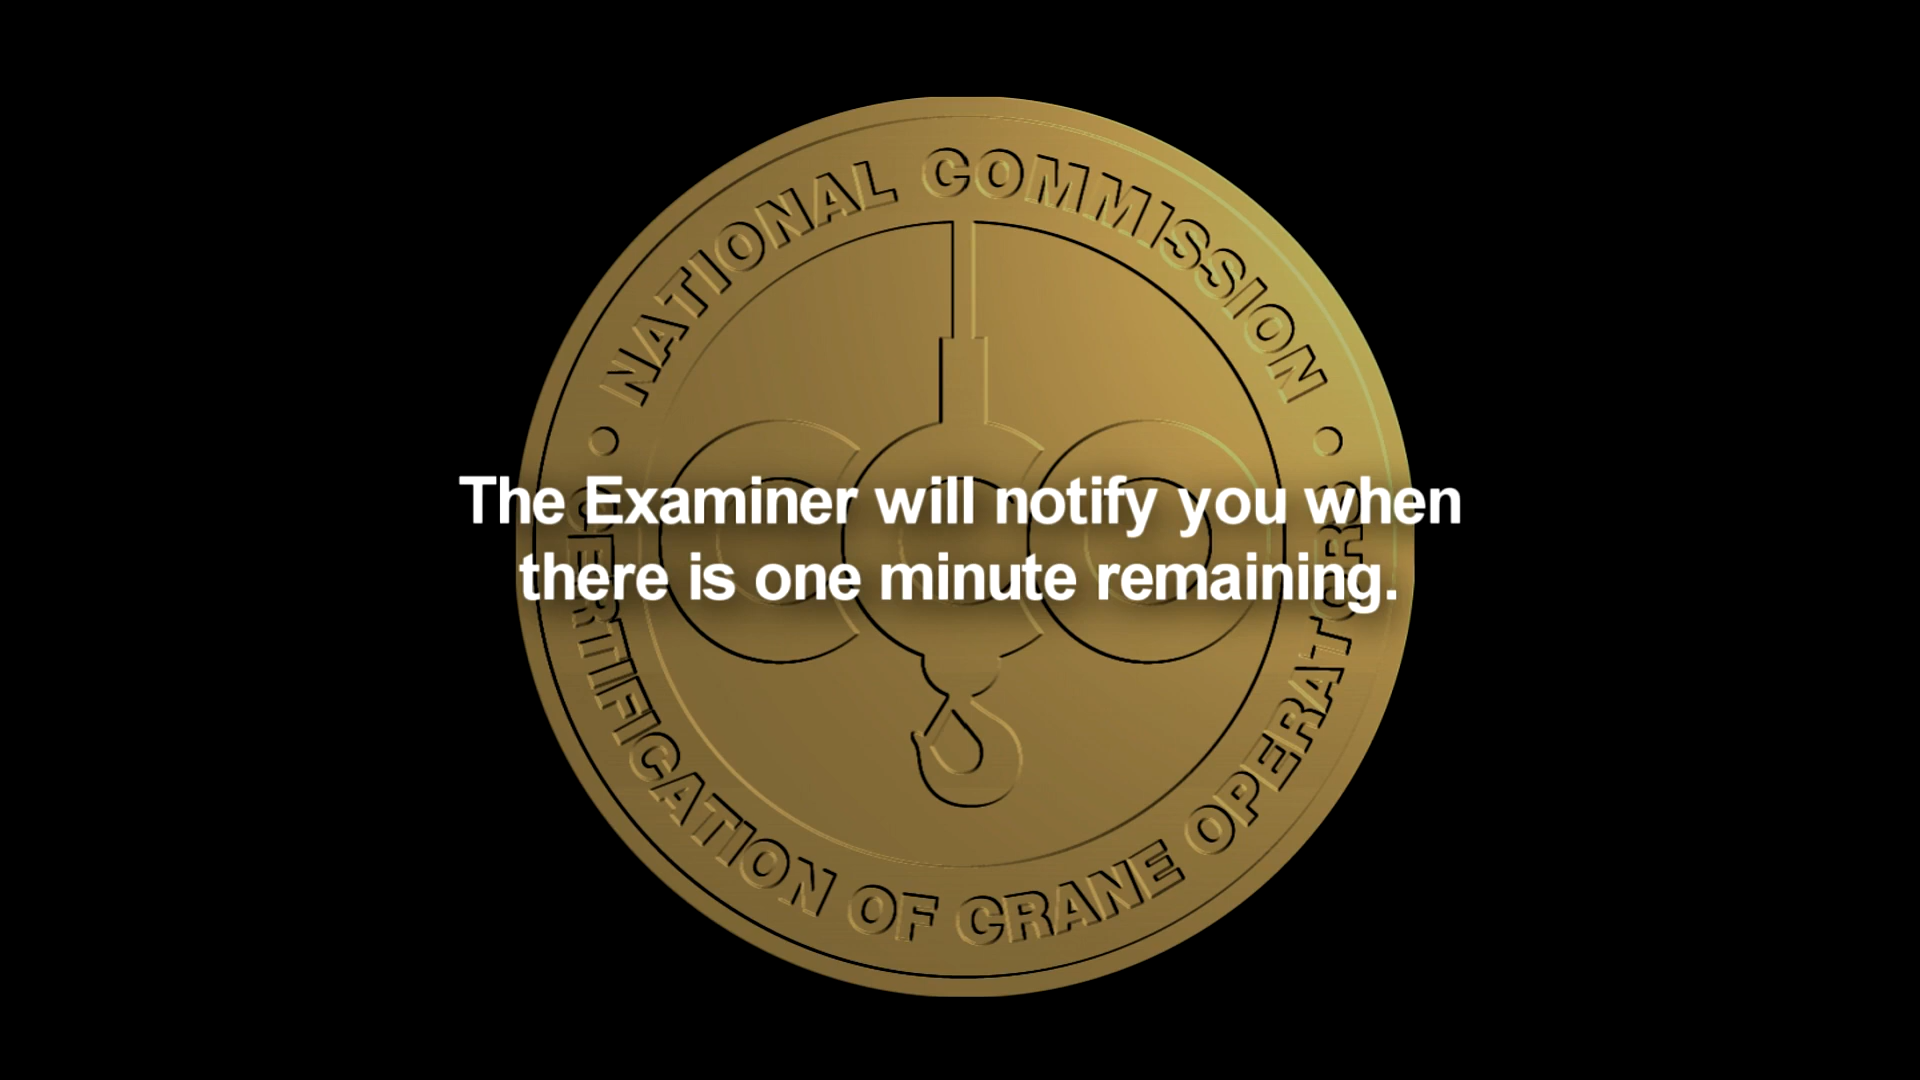 NATIONAL COMMISSION
The Examiner will notify you when
there is one minute remaining.
CERTIFICATION OF CRANE OPERATORS